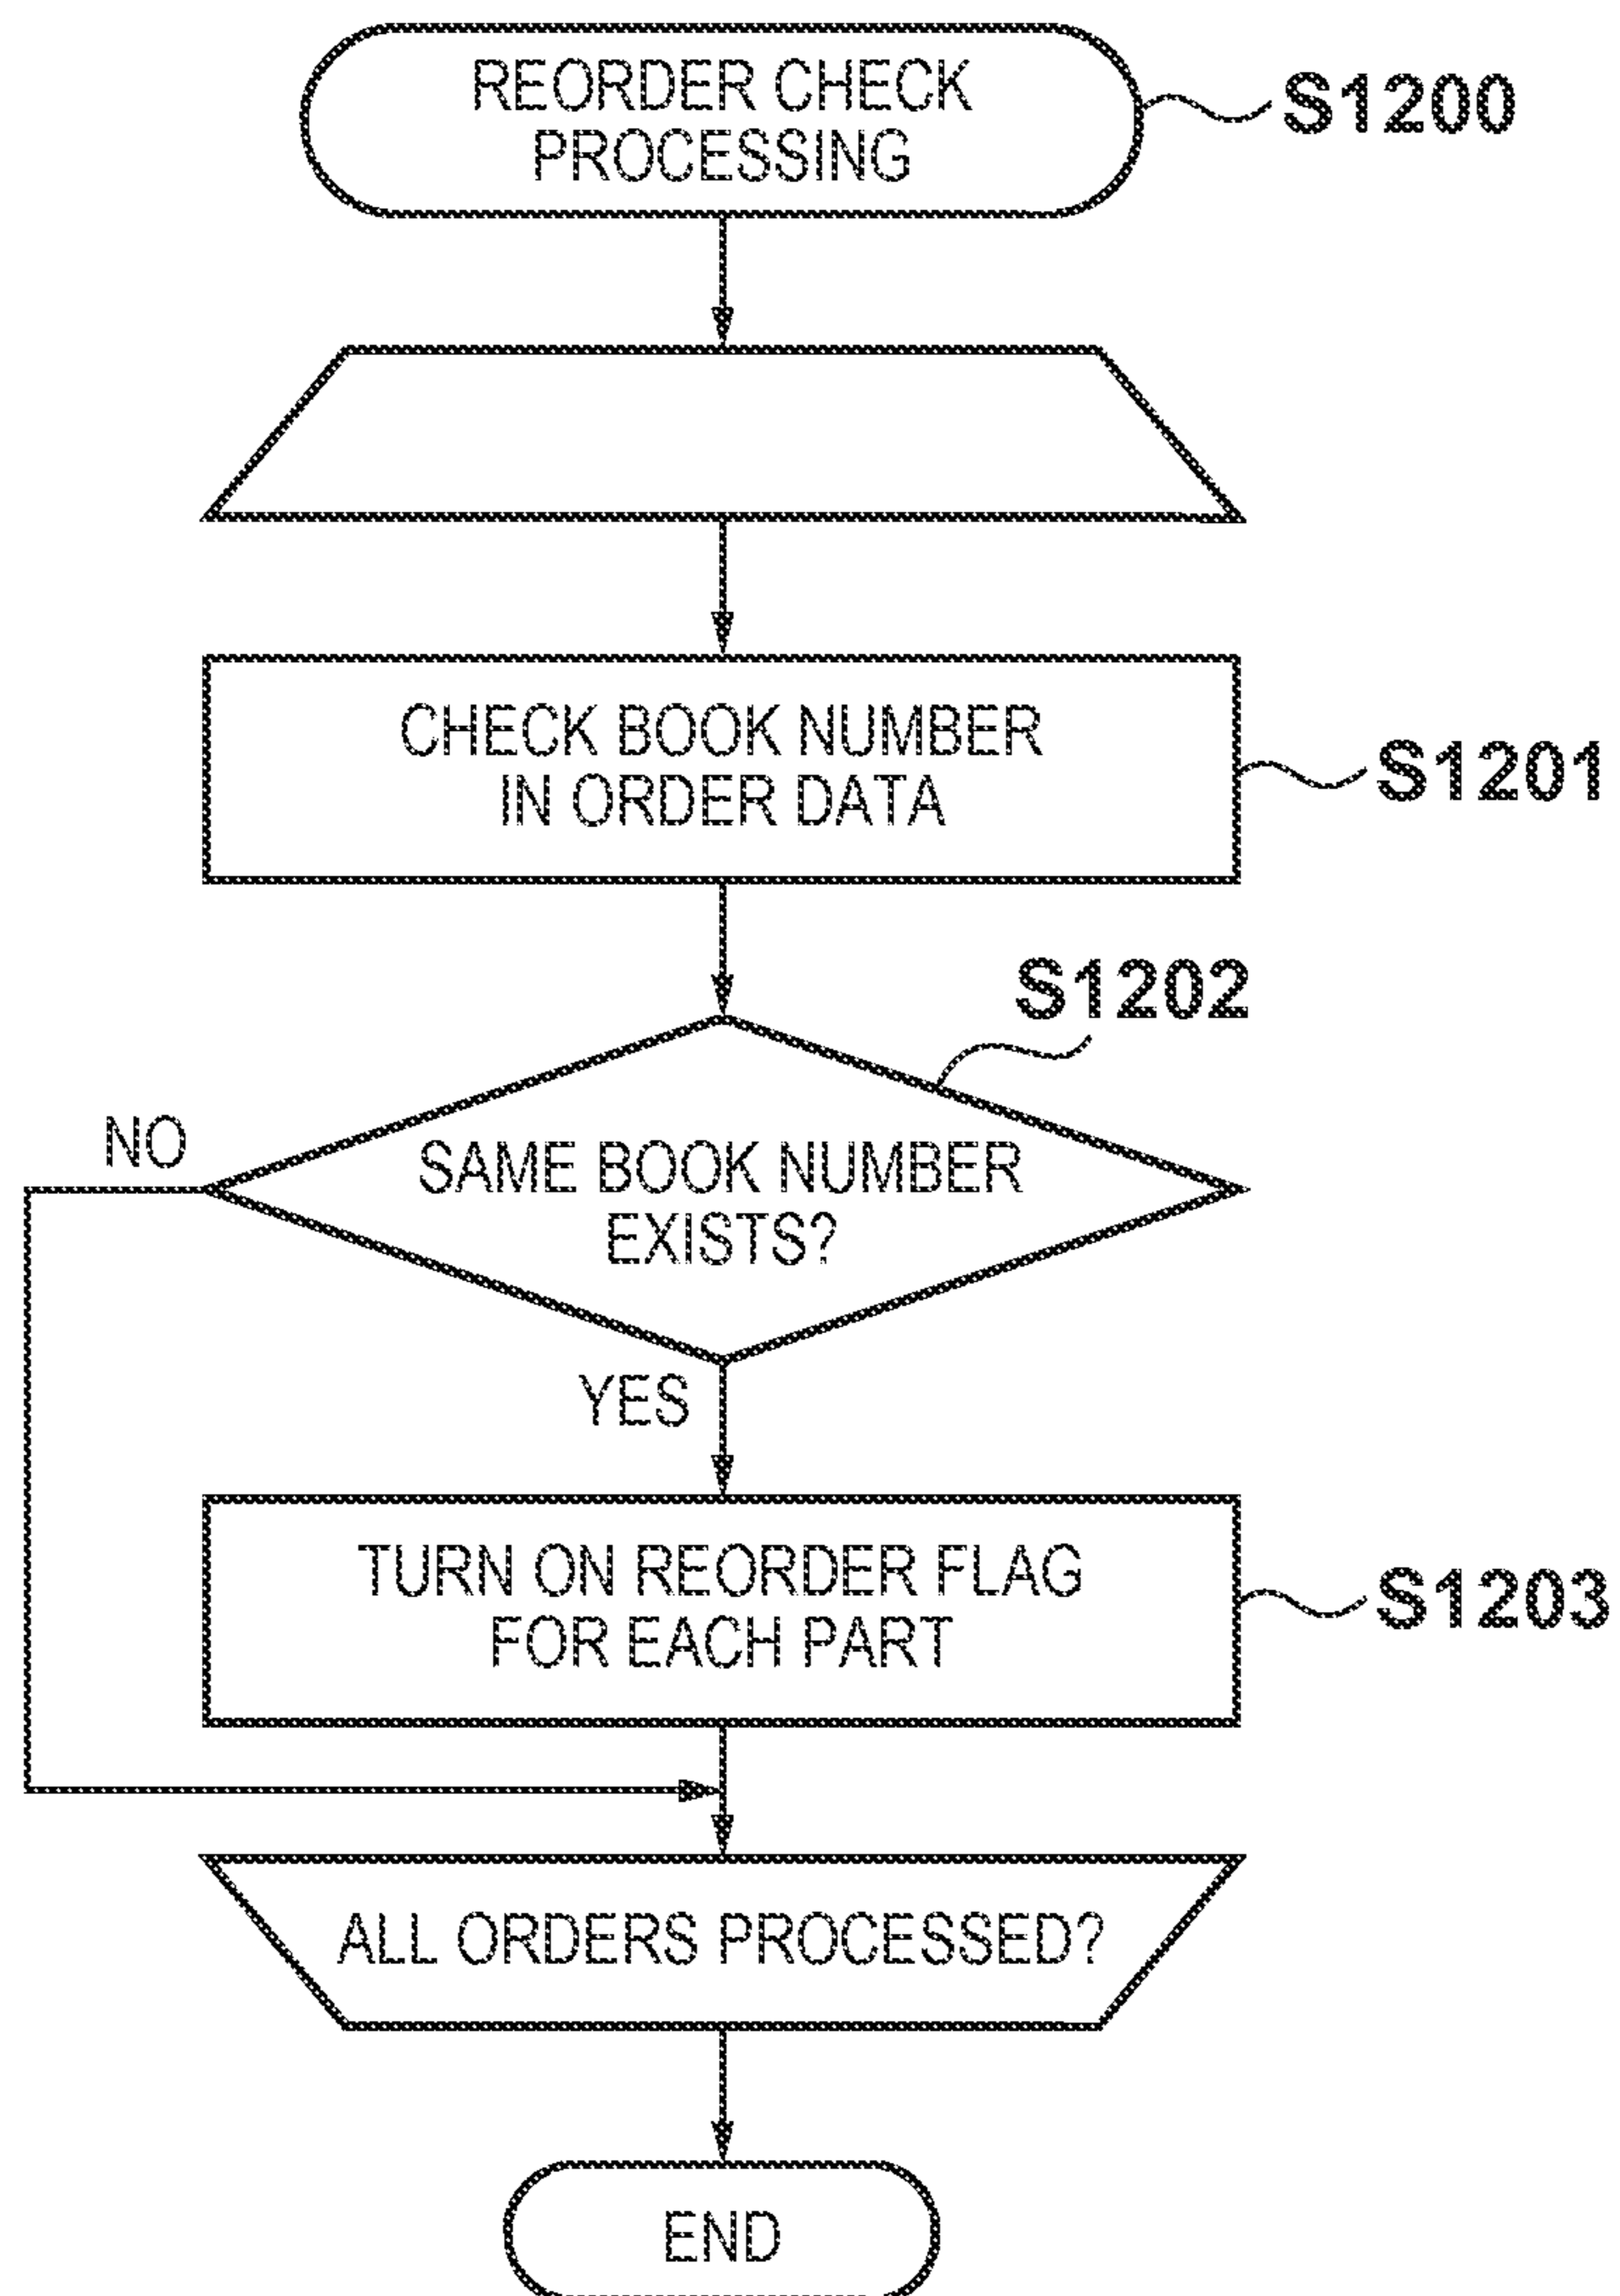 REORDER CHECK
PROCESSING
S1200
CHECK BOOK NUMBER
IN ORDER DATA
S1201
S1202
NO
SAME BOOK NUMBER
EXISTS?
YES
TURN ON REORDER FLAG
FOR EACH PART
S1203
ALL ORDERS PROCESSED?
END